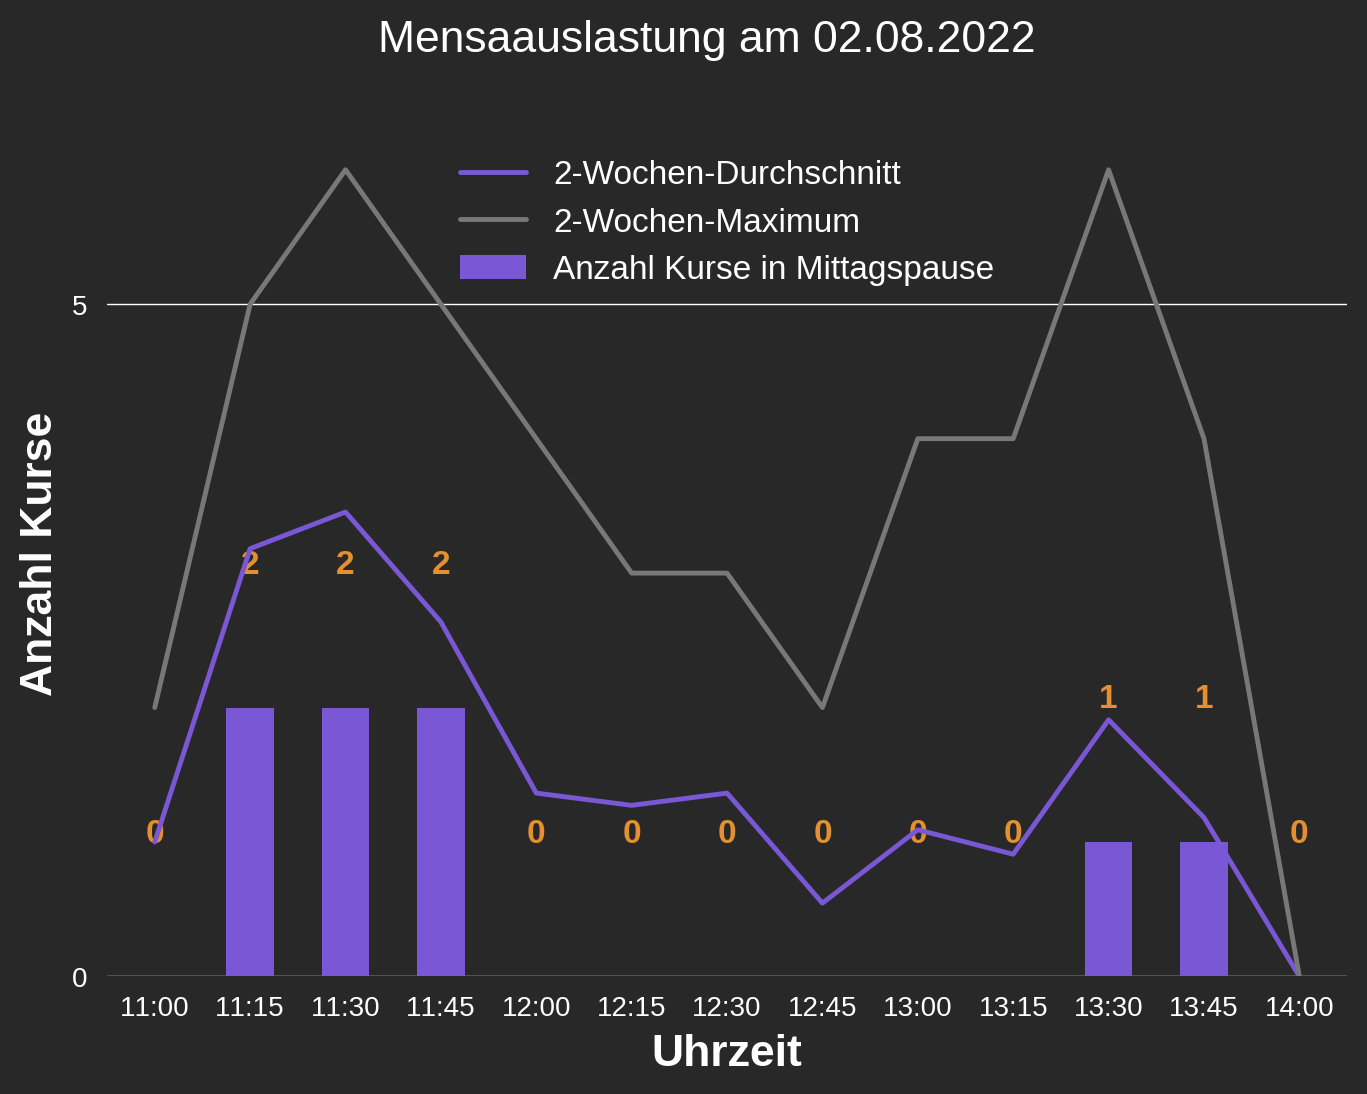 Mensaauslastung am 02.08.2022
2-Wochen-Durchschnitt
2-Wochen-Maximum
Anzahl Kurse in Mittagspause
5
Anzahl Kurse
2 2 2
1 1
0 0 0 0 0 0 0 0
0
11:00 11:15 11:30 11:45 12:00 12:15 12:30 12:45 13:00 13:15 13:30 13:45 14:00
Uhrzeit